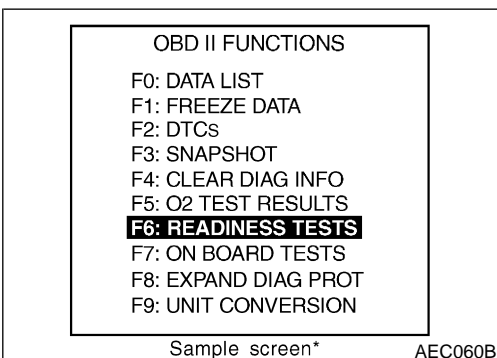 OBD II FUNCTIONS
F0: DATA LIST
F1: FREEZE DATA
F2: DTCs
F3: SNAPSHOT
F4: CLEAR DIAG INFO
F5: O2 TEST RESULTS
F6: READINESS TESTS
F7: ON BOARD TESTS
F8: EXPAND DIAG PROT
F9: UNIT CONVERSION
Sample screen*
AEC060B